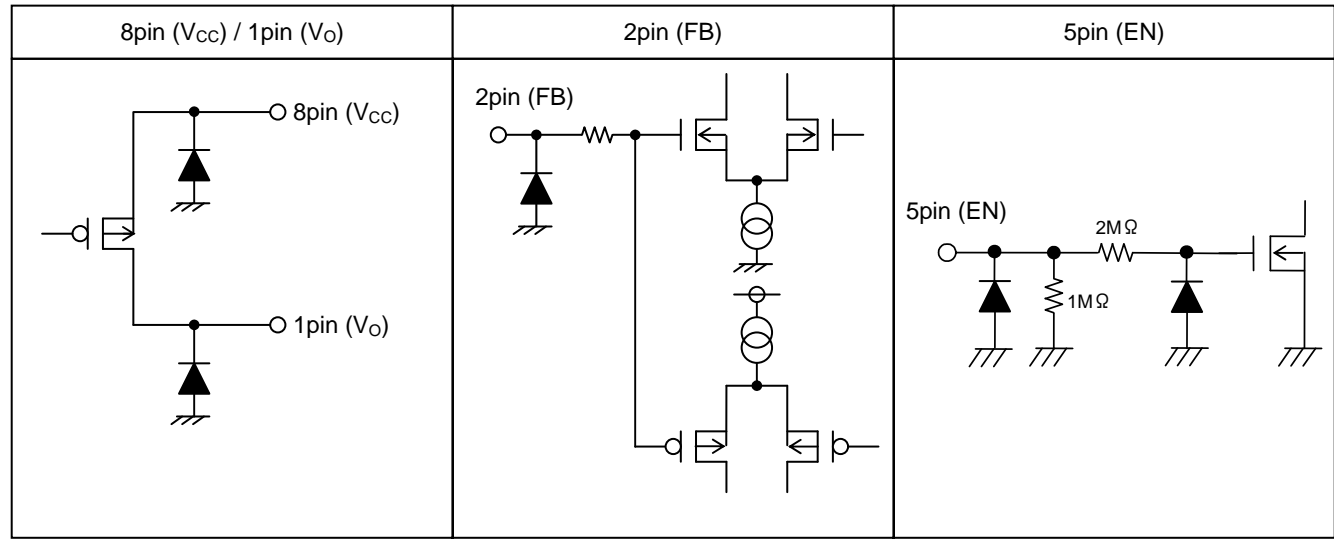 8pin (VCC) / 1pin (VO)
2pin (FB)
5pin (EN)
8pin (VCC)
1pin (VO)
2pin (FB)
5pin (EN)
2MΩ
1MΩ